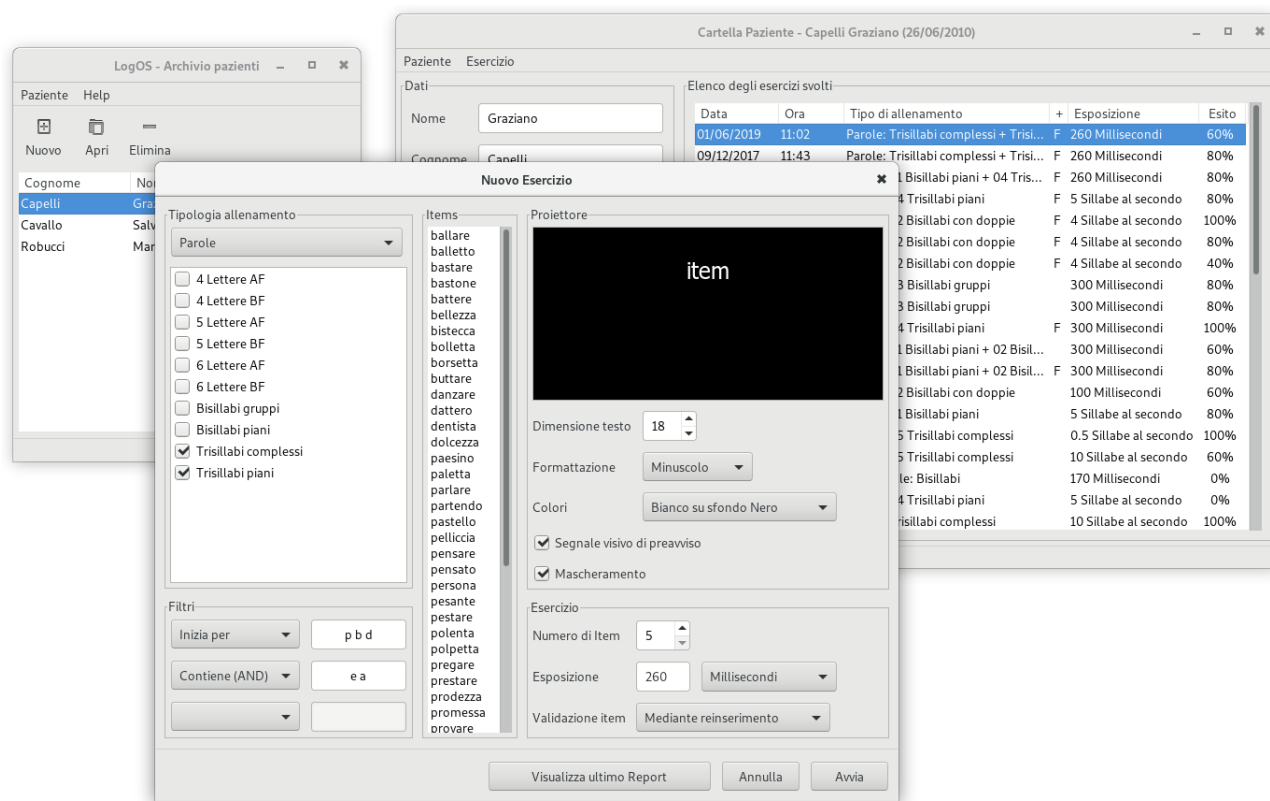 LogOS - Archivio pazienti
Paziente Help
Nuovo Apri Elimina
Cognome
Capelli
Cavallo
Robucci
Cartella Paziente - Capelli Graziano (26/06/2010)
Paziente Esercizio
Dati
Nome Graziano
Cognome Capelli
Elenco degli esercizi svolti
Data Ora Tipo di allenamento + Esposizione Esito
01/06/2019 11:02 Parole: Trisillabi complessi + Trisi... F 260 Millisecondi 60%
09/12/2017 11:43 Parole: Trisillabi complessi + Trisi... F 260 Millisecondi 80%
1 Bisillabi piani + 04 Tris... F 260 Millisecondi 80%
4 Trisillabi piani F 5 Sillabe al secondo 80%
2 Bisillabi con doppie F 4 Sillabe al secondo 100%
2 Bisillabi con doppie F 4 Sillabe al secondo 80%
2 Bisillabi con doppie F 4 Sillabe al secondo 40%
3 Bisillabi gruppi 300 Millisecondi 80%
3 Bisillabi gruppi 300 Millisecondi 80%
4 Trisillabi piani F 300 Millisecondi 100%
1 Bisillabi piani + 02 Bisil... 300 Millisecondi 60%
1 Bisillabi piani + 02 Bisil... F 300 Millisecondi 80%
2 Bisillabi con doppie 100 Millisecondi 60%
1 Bisillabi piani 5 Sillabe al secondo 80%
5 Trisillabi complessi 0.5 Sillabe al secondo 100%
5 Trisillabi complessi 10 Sillabe al secondo 60%
le: Bisillabi 170 Millisecondi 0%
4 Trisillabi piani 5 Sillabe al secondo 0%
risillabi complessi 10 Sillabe al secondo 100%
Nuovo Esercizio
Tipologia allenamento
Parole
4 Lettere AF
4 Lettere BF
5 Lettere AF
5 Lettere BF
6 Lettere AF
6 Lettere BF
Bisillabi gruppi
Bisillabi piani
Trisillabi complessi
Trisillabi piani
Filtri
Inizia per p b d
Contiene (AND) e a
Items
ballare
balletto
bastare
bastone
battere
bellezza
bistecca
bolletta
borsetta
buttare
danzare
dattero
dentista
dolcezza
paesino
paletta
parlare
partendo
pastello
pelliccia
pensare
pensato
persona
pesante
pestare
polenta
polpetta
pregare
prestare
prodezza
promessa
provare
Proiettore
item
Dimensione testo 18
Formattazione Minuscolo
Colori Bianco su sfondo Nero
Segnale visivo di preavviso
Mascheramento
Esercizio
Numero di Item 5
Esposizione 260 Millisecondi
Validazione item Mediante reinserimento
Visualizza ultimo Report Annulla Avvia